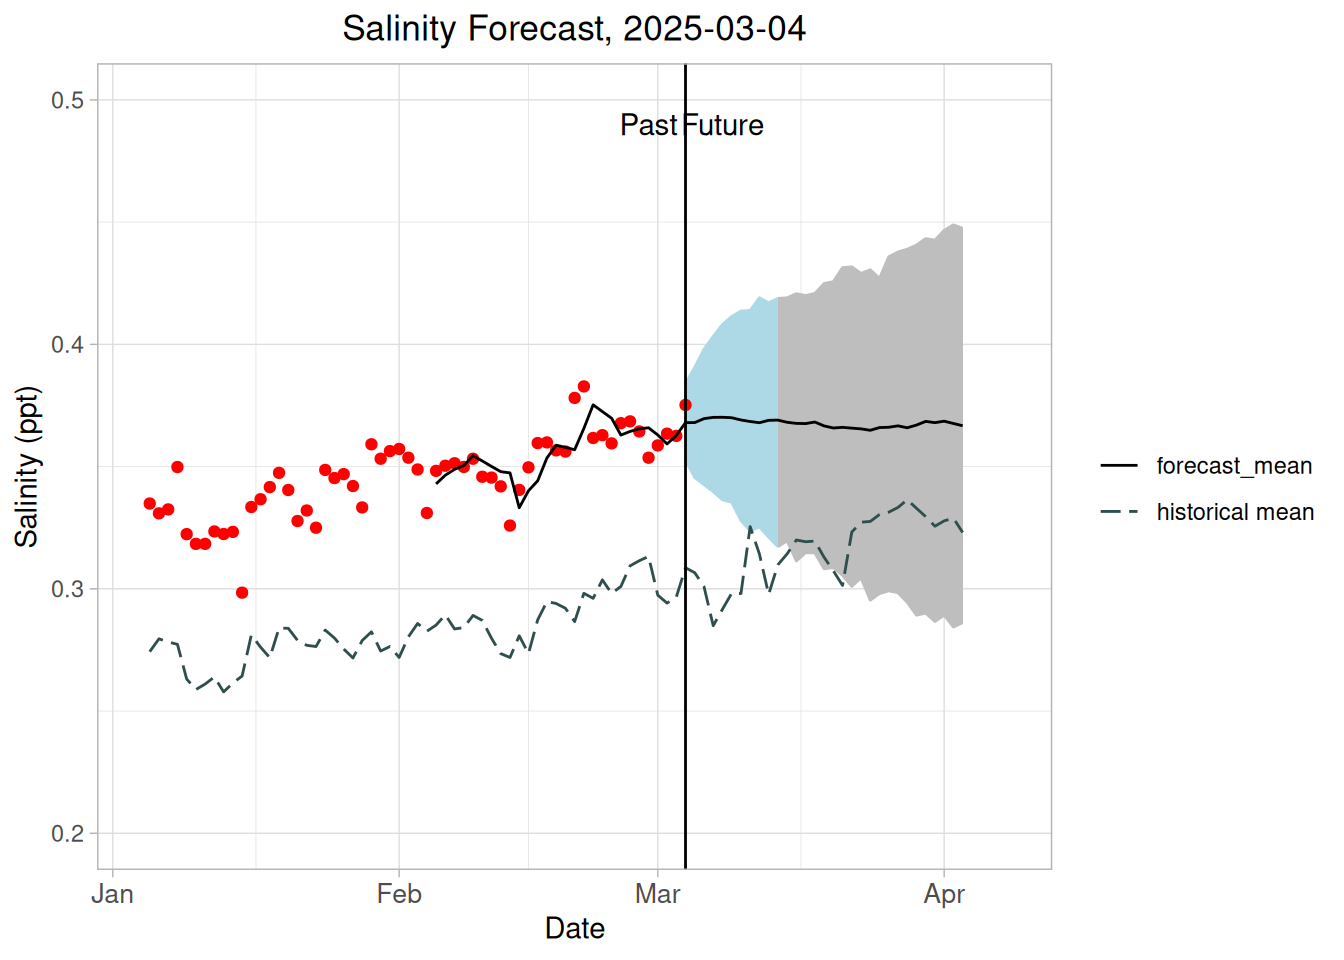 Salinity Forecast, 2025-03-04
0.5
Past Future
0.4
Salinity (ppt)
forecast_mean
historical mean
0.3
0.2
Jan Feb Mar Apr
Date